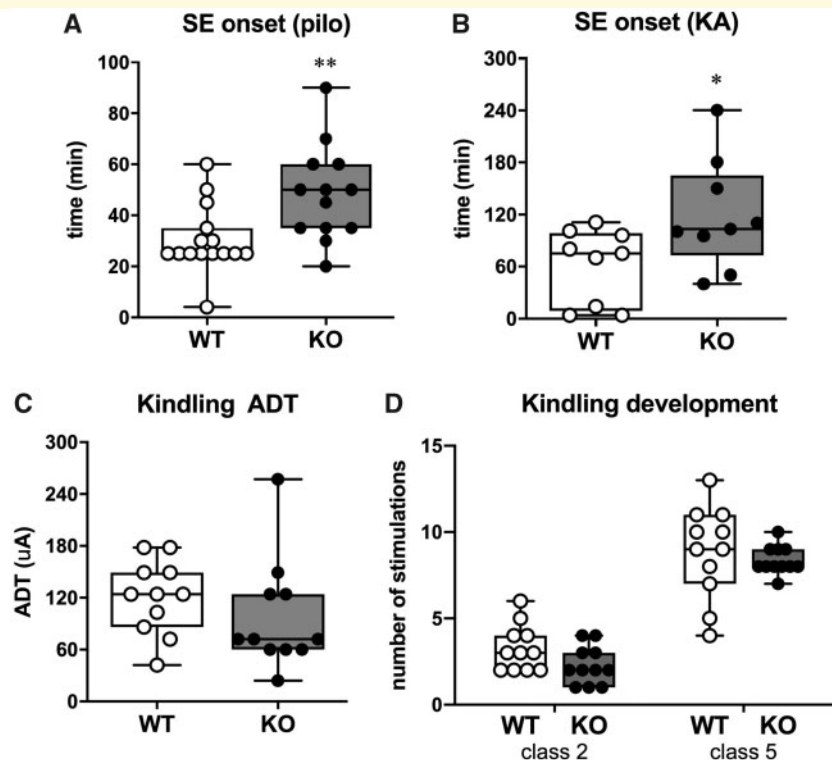 A SE onset (pilo)
**
100
80
60
40
20
0
time (min)
WT KO
B SE onset (KA)
*
300
240
180
120
60
0
time (min)
WT KO
C Kindling ADT
300
240
180
120
60
0
ADT (uA)
WT KO
D Kindling development
15
10
5
0
number of stimulations
WT KO WT KO
class 2 class 5